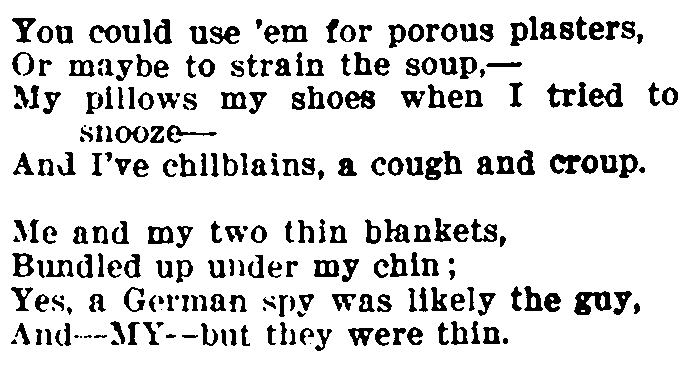 You could use 'em for porous plasters,
Or maybe to strain the soup,—
My pillows my shoes when I tried to
snooze—
And I've chilblains, a cough and croup.

Me and my two thin blankets,
Bundled up under my chin;
Yes, a German spy was likely the guy,
And—MY--but they were thin.